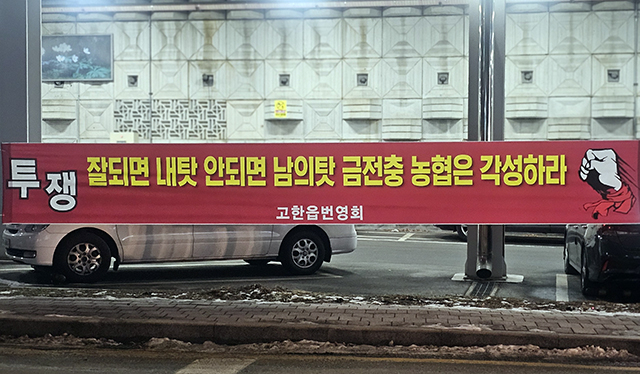 투쟁 잘되면 내탓 안되면 남의탓 금전충 농협은 각성하라
고한읍번영회